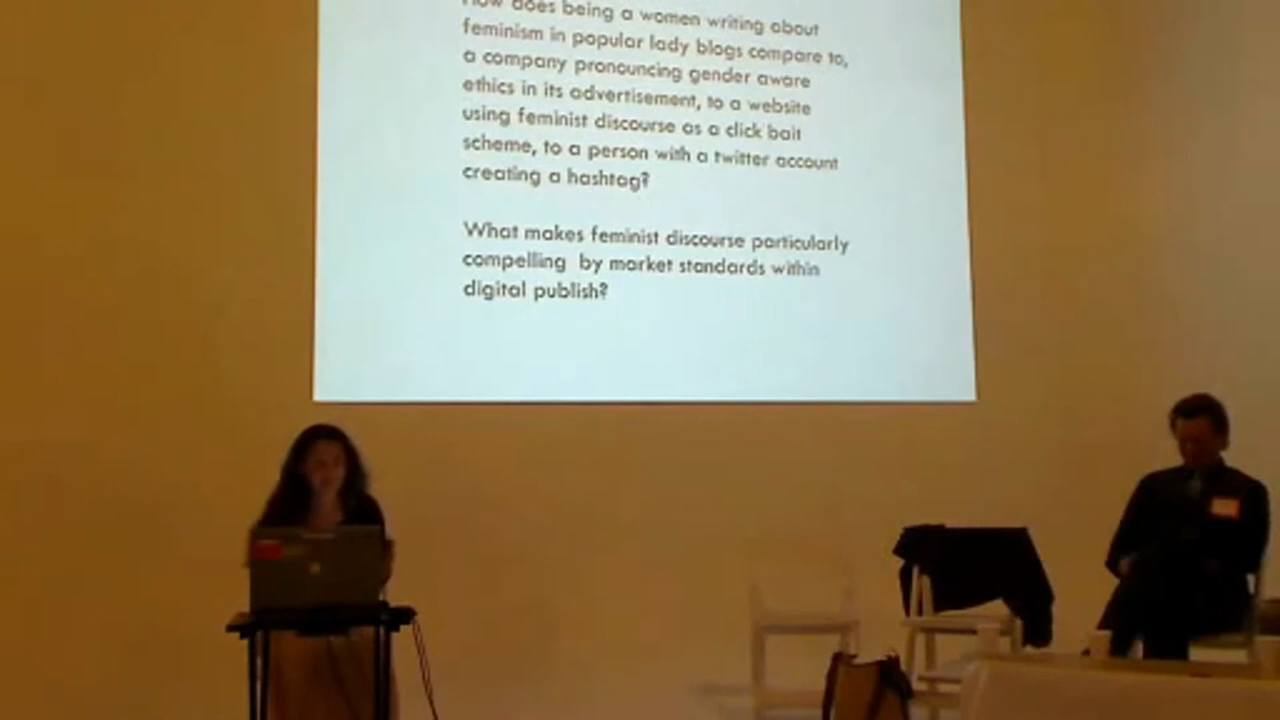 How does being a women writing about
feminism in popular lady blogs compare to,
a company pronouncing gender aware
ethics in its advertisement, to a website
using feminist discourse as a click bait
scheme, to a person with a twitter account
creating a hashtag?
What makes feminist discourse particularly
compelling by market standards within
digital publish?